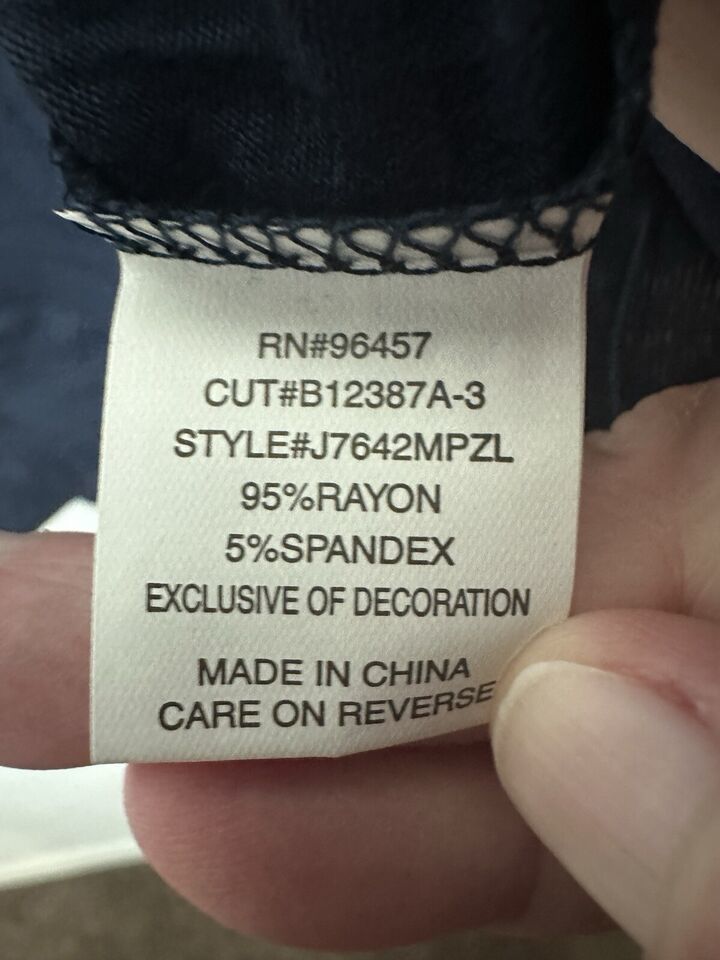 RN#96457
CUT#B12387A-3
STYLE#J7642MPZL
95%RAYON
5%SPANDEX
EXCLUSIVE OF DECORATION
MADE IN CHINA
CARE ON REVERSE